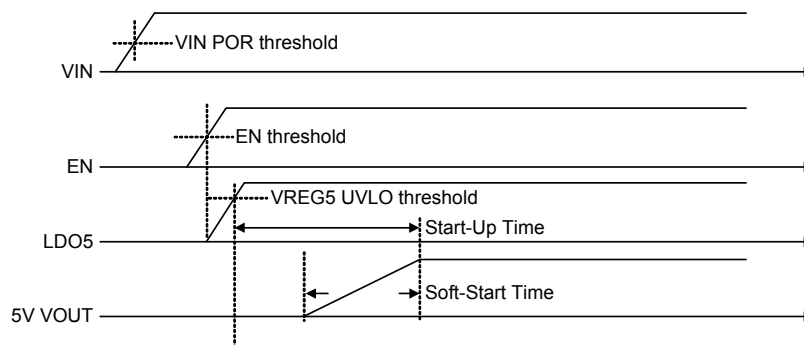 VIN POR threshold
VIN
EN threshold
EN
VREG5 UVLO threshold
Start-Up Time
LDO5
Soft-Start Time
5V VOUT